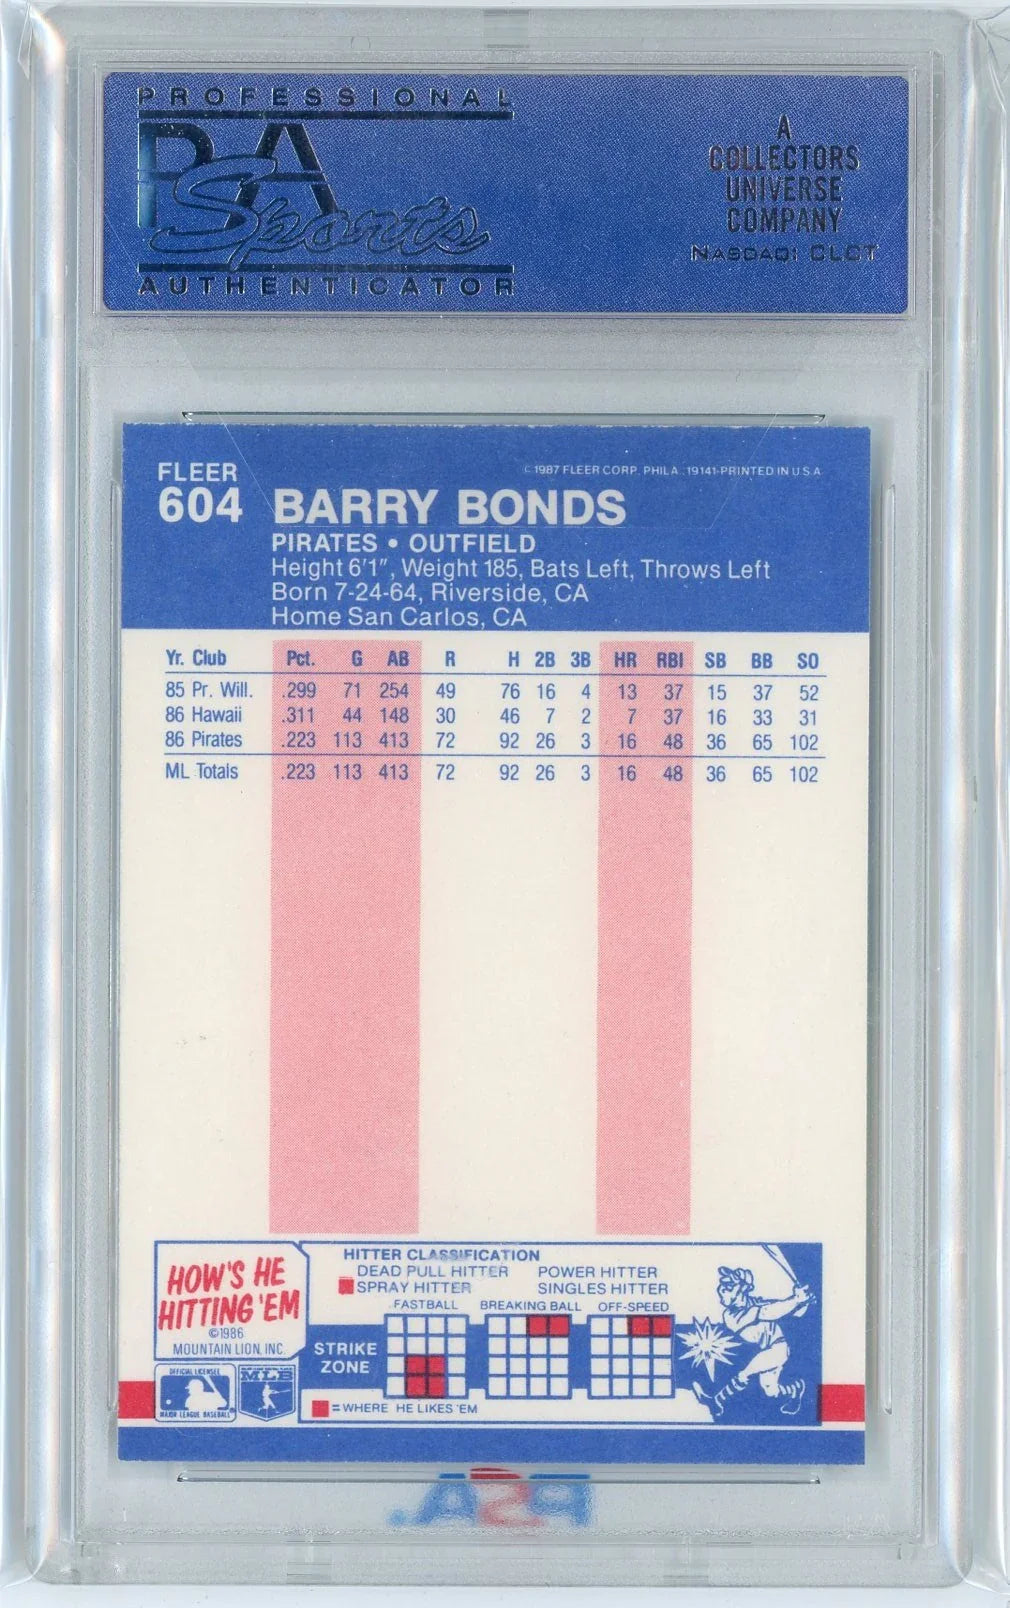 PROFESSIONAL
PSA
Sports
AUTHENTICATOR
A
COLLECTORS
UNIVERSE
COMPANY
NASDAQ: CLCT
FLEER
604
© 1987 FLEER CORP. PHILA. 19141-PRINTED IN U.S.A.
BARRY BONDS
PIRATES • OUTFIELD
Height 6'1", Weight 185, Bats Left, Throws Left
Born 7-24-64, Riverside, CA
Home San Carlos, CA
Yr. Club Pct. G AB R H 2B 3B HR RBI SB BB SO
85 Pr. Will. .299 71 254 49 76 16 4 13 37 15 37 52
86 Hawaii .311 44 148 30 46 7 2 7 37 16 33 31
86 Pirates .223 113 413 72 92 26 3 16 48 36 65 102
ML Totals .223 113 413 72 92 26 3 16 48 36 65 102
HOW'S HE
HITTING 'EM
©1986
MOUNTAIN LION, INC.
HITTER CLASSIFICATION
DEAD PULL HITTER POWER HITTER
SPRAY HITTER SINGLES HITTER
FASTBALL BREAKING BALL OFF-SPEED
STRIKE
ZONE
= WHERE HE LIKES 'EM
OFFICIAL LICENSEE
MAJOR LEAGUE BASEBALL
MLB
PSA